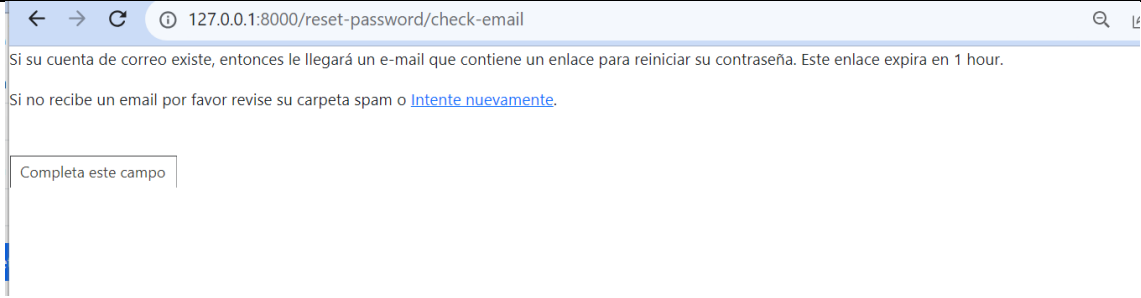 127.0.0.1:8000/reset-password/check-email
Si su cuenta de correo existe, entonces le llegará un e-mail que contiene un enlace para reiniciar su contraseña. Este enlace expira en 1 hour.
Si no recibe un email por favor revise su carpeta spam o Intente nuevamente.
Completa este campo